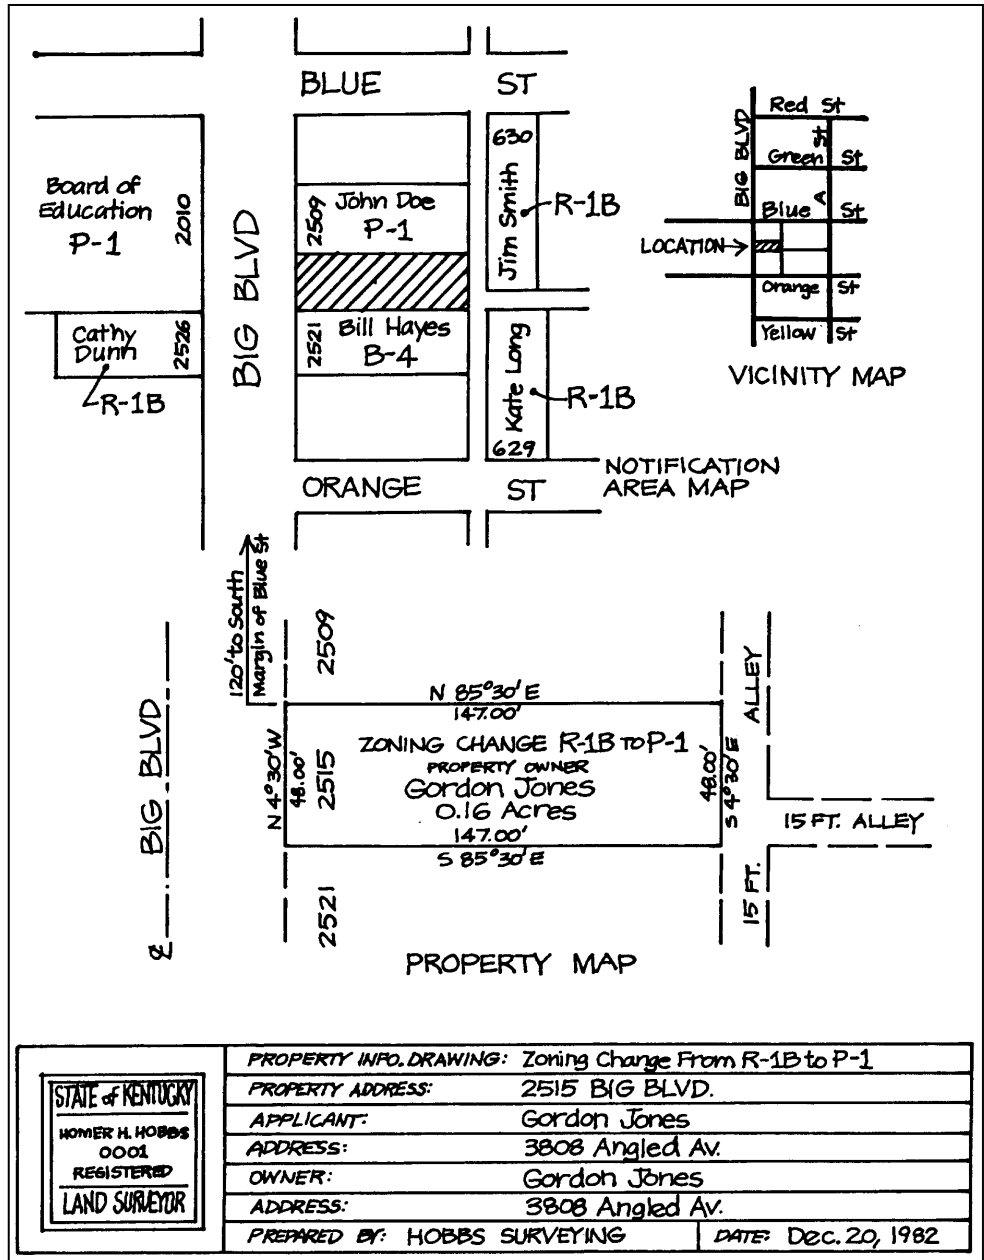 BLUE ST
Board of
Education
P-1
2010
BIG BLVD
2509
John Doe
P-1
630
Jim Smith
R-1B
Cathy
Dunn
2526
R-1B
2521
Bill Hayes
B-4
Kate Long
629
R-1B
ORANGE ST
NOTIFICATION
AREA MAP
BIG BLVD
Red St
Green St
A St
Blue St
LOCATION
Orange St
Yellow St
VICINITY MAP
120' to South
Margin of Blue St
BIG BLVD
℄
2509
2515
2521
N 85°30' E
147.00'
N 4°30' W
48.00'
ZONING CHANGE R-1B TO P-1
PROPERTY OWNER
Gordon Jones
0.16 Acres
147.00'
S 85°30' E
48.00'
S 4°30' E
ALLEY
15 FT. ALLEY
15 FT.
PROPERTY MAP
STATE of KENTUCKY
HOMER H. HOBBS
0001
REGISTERED
LAND SURVEYOR
PROPERTY INFO. DRAWING: Zoning Change From R-1B to P-1
PROPERTY ADDRESS: 2515 BIG BLVD.
APPLICANT: Gordon Jones
ADDRESS: 3808 Angled Av.
OWNER: Gordon Jones
ADDRESS: 3808 Angled Av.
PREPARED BY: HOBBS SURVEYING DATE: Dec. 20, 1982